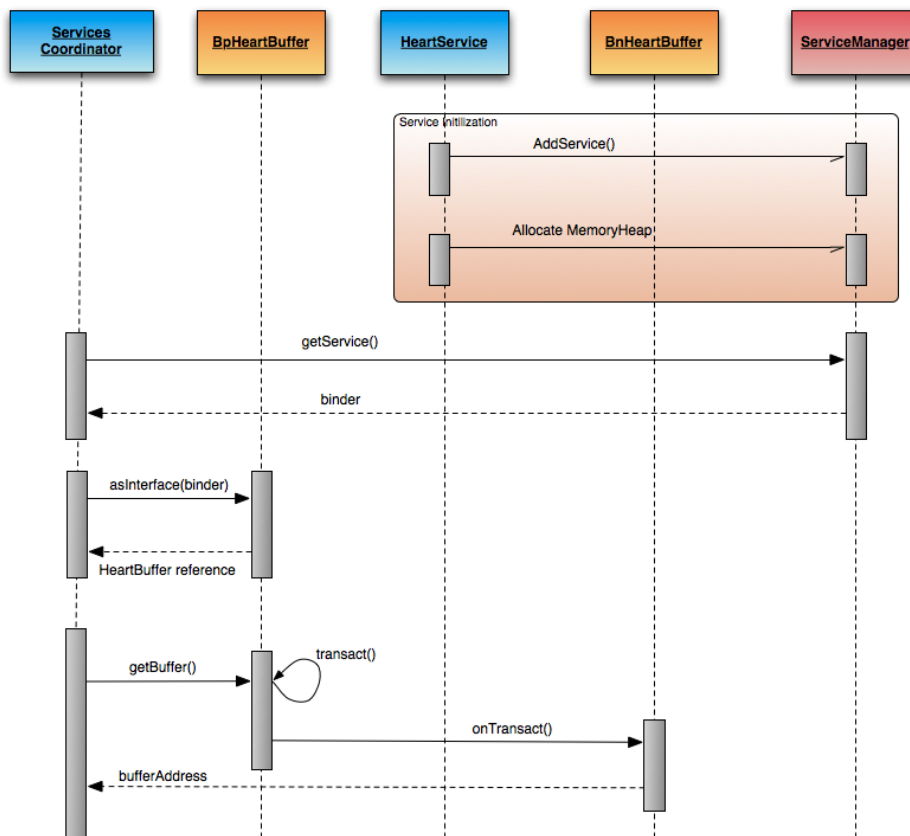 Services
Coordinator
BpHeartBuffer
HeartService
BnHeartBuffer
ServiceManager
Service Initilization
AddService()
Allocate MemoryHeap
getService()
binder
asInterface(binder)
HeartBuffer reference
transact()
getBuffer()
onTransact()
bufferAddress